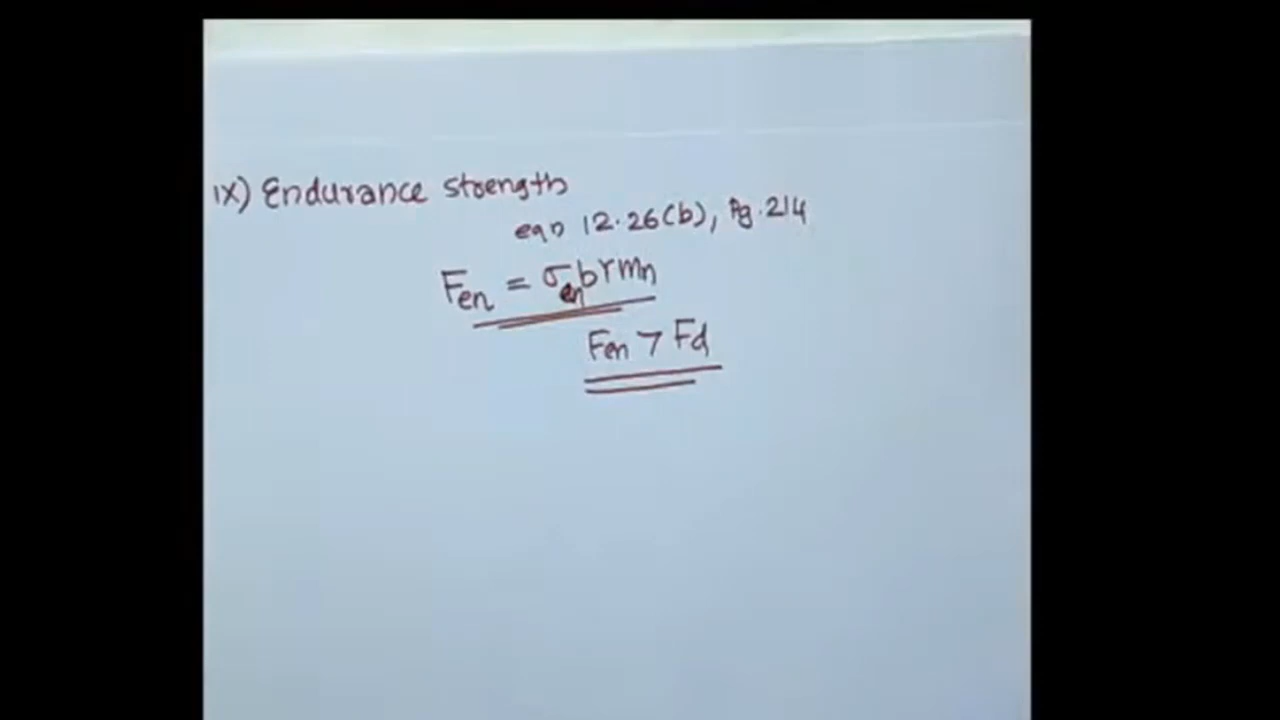 ix) Endurance strength
eqn 12.26(b), Pg.214
Fen = σen b Y mn
Fen > Fd